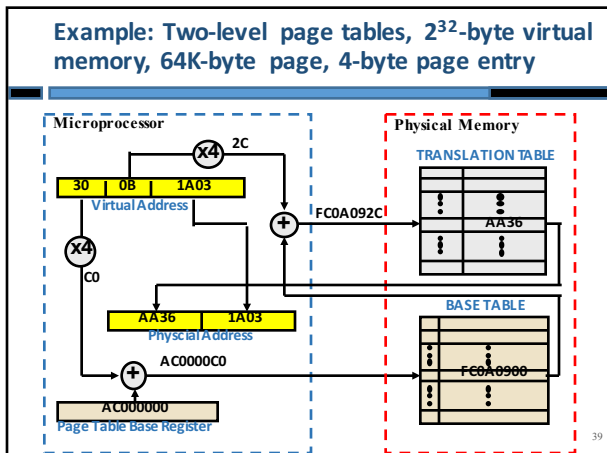 Example: Two-level page tables, 2³²-byte virtual
memory, 64K-byte page, 4-byte page entry
Microprocessor
Physical Memory
x4
2C
TRANSLATION TABLE
30 0B 1A03
Virtual Address
FC0A092C
AA36
x4
+
C0
AA36 1A03
Physcial Address
BASE TABLE
AC0000C0
FC0A0900
+
AC000000
Page Table Base Register
39